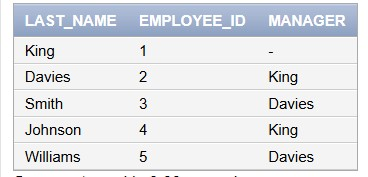 LAST_NAME EMPLOYEE_ID MANAGER
King 1 -
Davies 2 King
Smith 3 Davies
Johnson 4 King
Williams 5 Davies